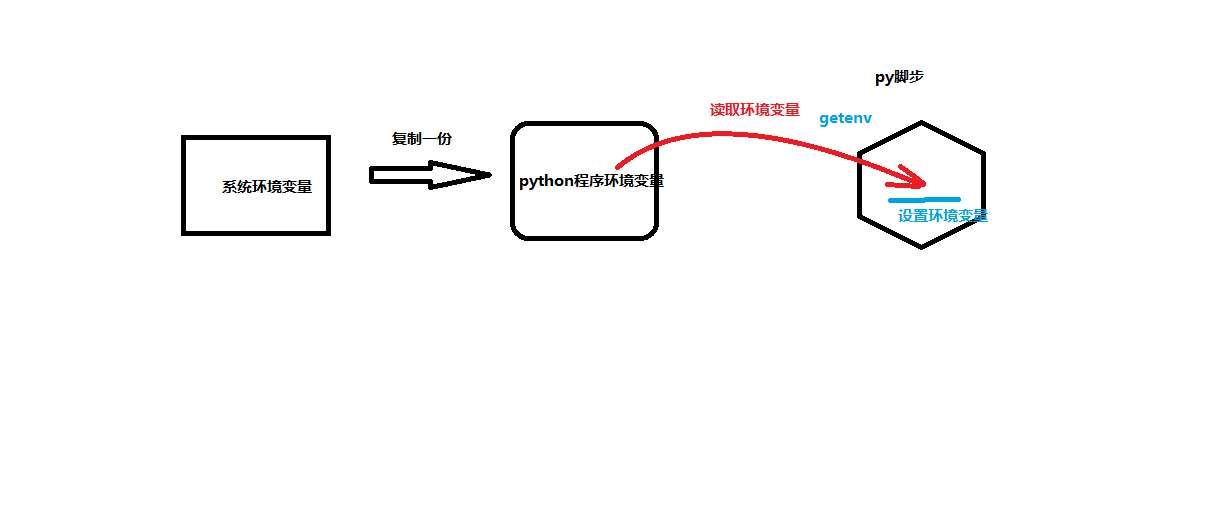 py脚步
读取环境变量
getenv
复制一份
系统环境变量
python程序环境变量
设置环境变量